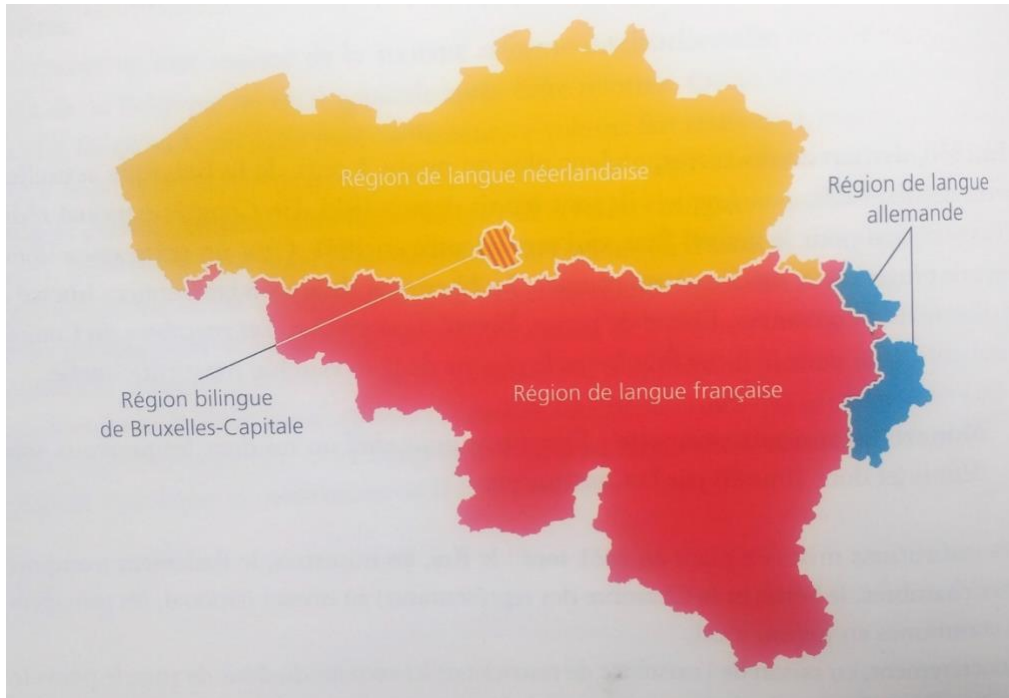 Région de langue néerlandaise
Région de langue
allemande
Région bilingue
de Bruxelles-Capitale
Région de langue française